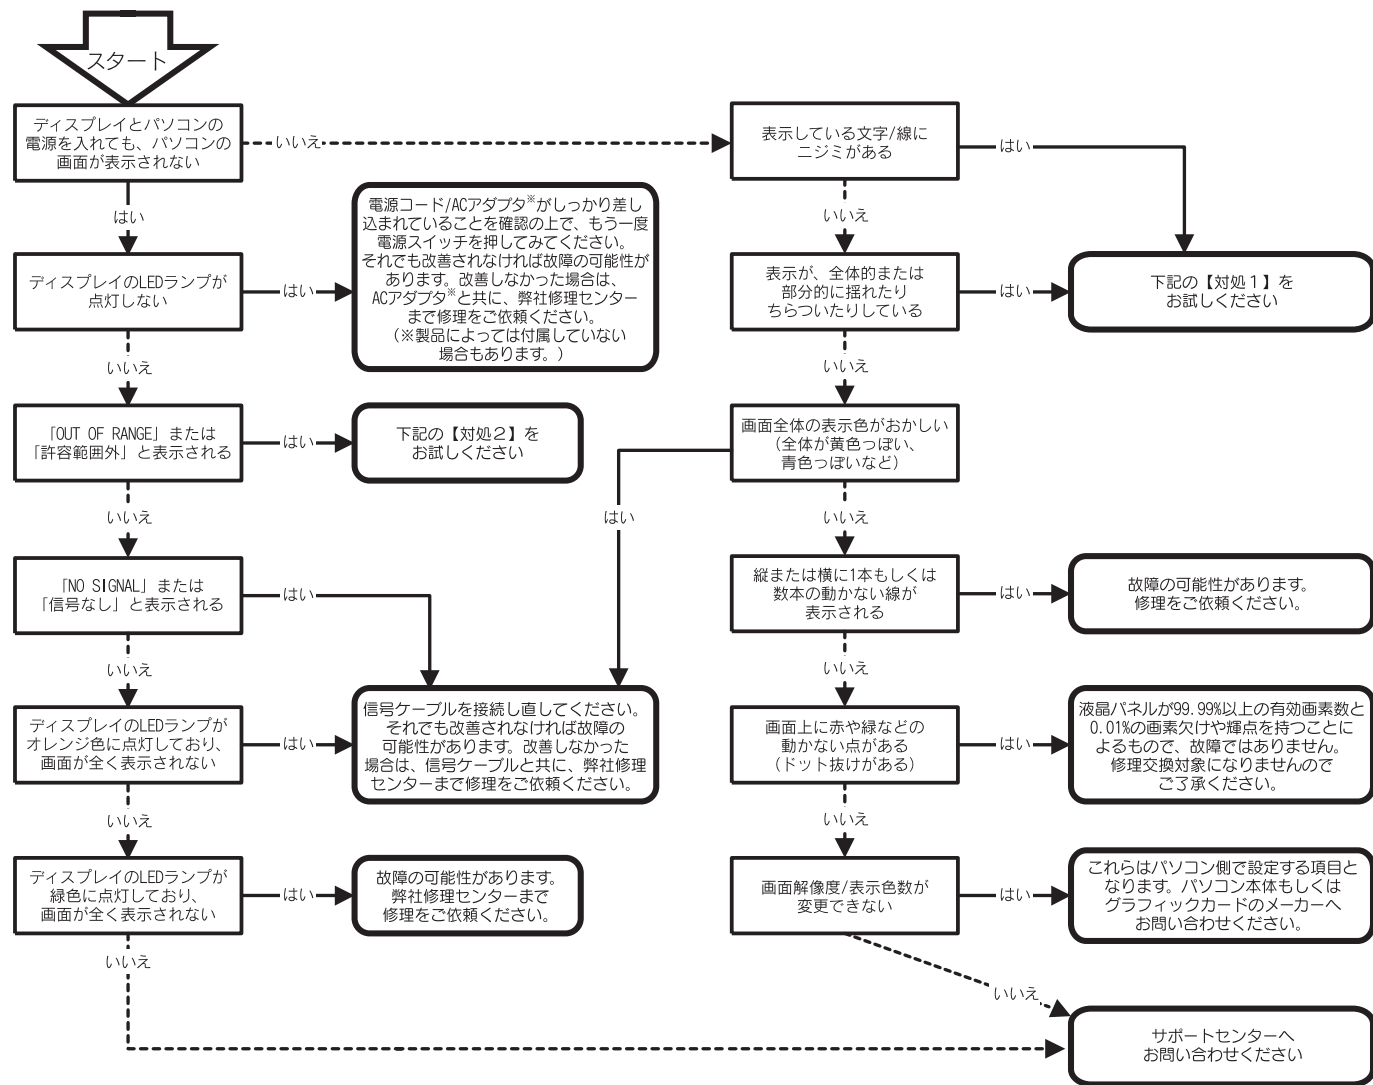 スタート
ディスプレイとパソコンの
電源を入れても、パソコンの
画面が表示されない
いいえ
はい
ディスプレイのLEDランプが
点灯しない
はい
電源コード/ACアダプタ※がしっかり差し
込まれていることを確認の上で、もう一度
電源スイッチを押してみてください。
それでも改善されなければ故障の可能性が
あります。改善しなかった場合は、
ACアダプタ※と共に、弊社修理センター
まで修理をご依頼ください。
(※製品によっては付属していない
場合もあります。)
いいえ
「OUT OF RANGE」または
「許容範囲外」と表示される
はい
下記の【対処2】を
お試しください
いいえ
「NO SIGNAL」または
「信号なし」と表示される
はい
いいえ
ディスプレイのLEDランプが
オレンジ色に点灯しており、
画面が全く表示されない
はい
信号ケーブルを接続し直してください。
それでも改善されなければ故障の
可能性があります。改善しなかった
場合は、信号ケーブルと共に、弊社修理
センターまで修理をご依頼ください。
いいえ
ディスプレイのLEDランプが
緑色に点灯しており、
画面が全く表示されない
はい
故障の可能性があります。
弊社修理センターまで
修理をご依頼ください。
いいえ
表示している文字/線に
ニジミがある
はい
いいえ
表示が、全体的または
部分的に揺れたり
ちらついたりしている
はい
下記の【対処1】を
お試しください
いいえ
画面全体の表示色がおかしい
(全体が黄色っぽい、
青色っぽいなど)
はい
いいえ
縦または横に1本もしくは
数本の動かない線が
表示される
はい
故障の可能性があります。
修理をご依頼ください。
いいえ
画面上に赤や緑などの
動かない点がある
(ドット抜けがある)
はい
液晶パネルが99.99%以上の有効画素数と
0.01%の画素欠けや輝点を持つことに
よるもので、故障ではありません。
修理交換対象になりませんので
ご了承ください。
いいえ
画面解像度/表示色数が
変更できない
はい
これらはパソコン側で設定する項目と
なります。パソコン本体もしくは
グラフィックカードのメーカーへ
お問い合わせください。
いいえ
サポートセンターへ
お問い合わせください